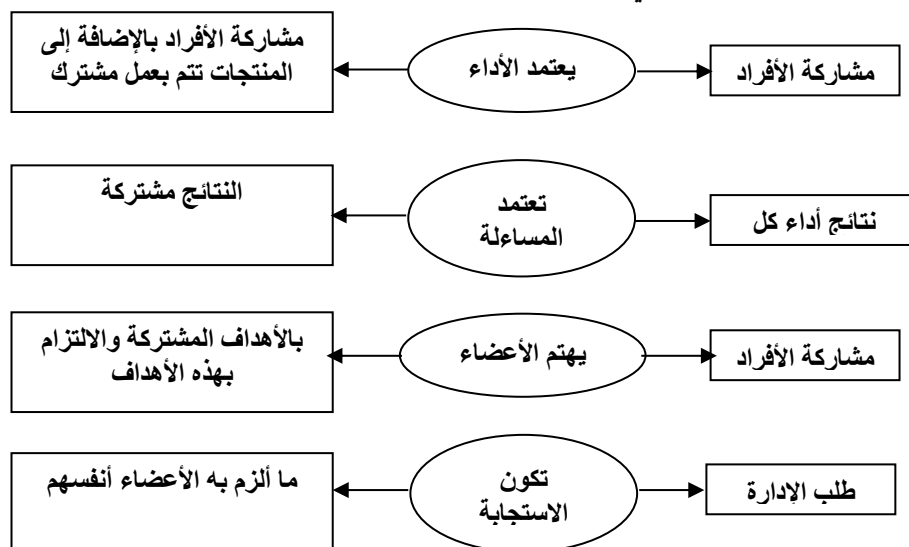 مشاركة الأفراد
يعتمد الأداء
مشاركة الأفراد بالإضافة إلى
المنتجات تتم بعمل مشترك
نتائج أداء كل
تعتمد
المساءلة
النتائج مشتركة
مشاركة الأفراد
يهتم الأعضاء
بالأهداف المشتركة والالتزام
بهذه الأهداف
طلب الإدارة
تكون
الاستجابة
ما ألزم به الأعضاء أنفسهم